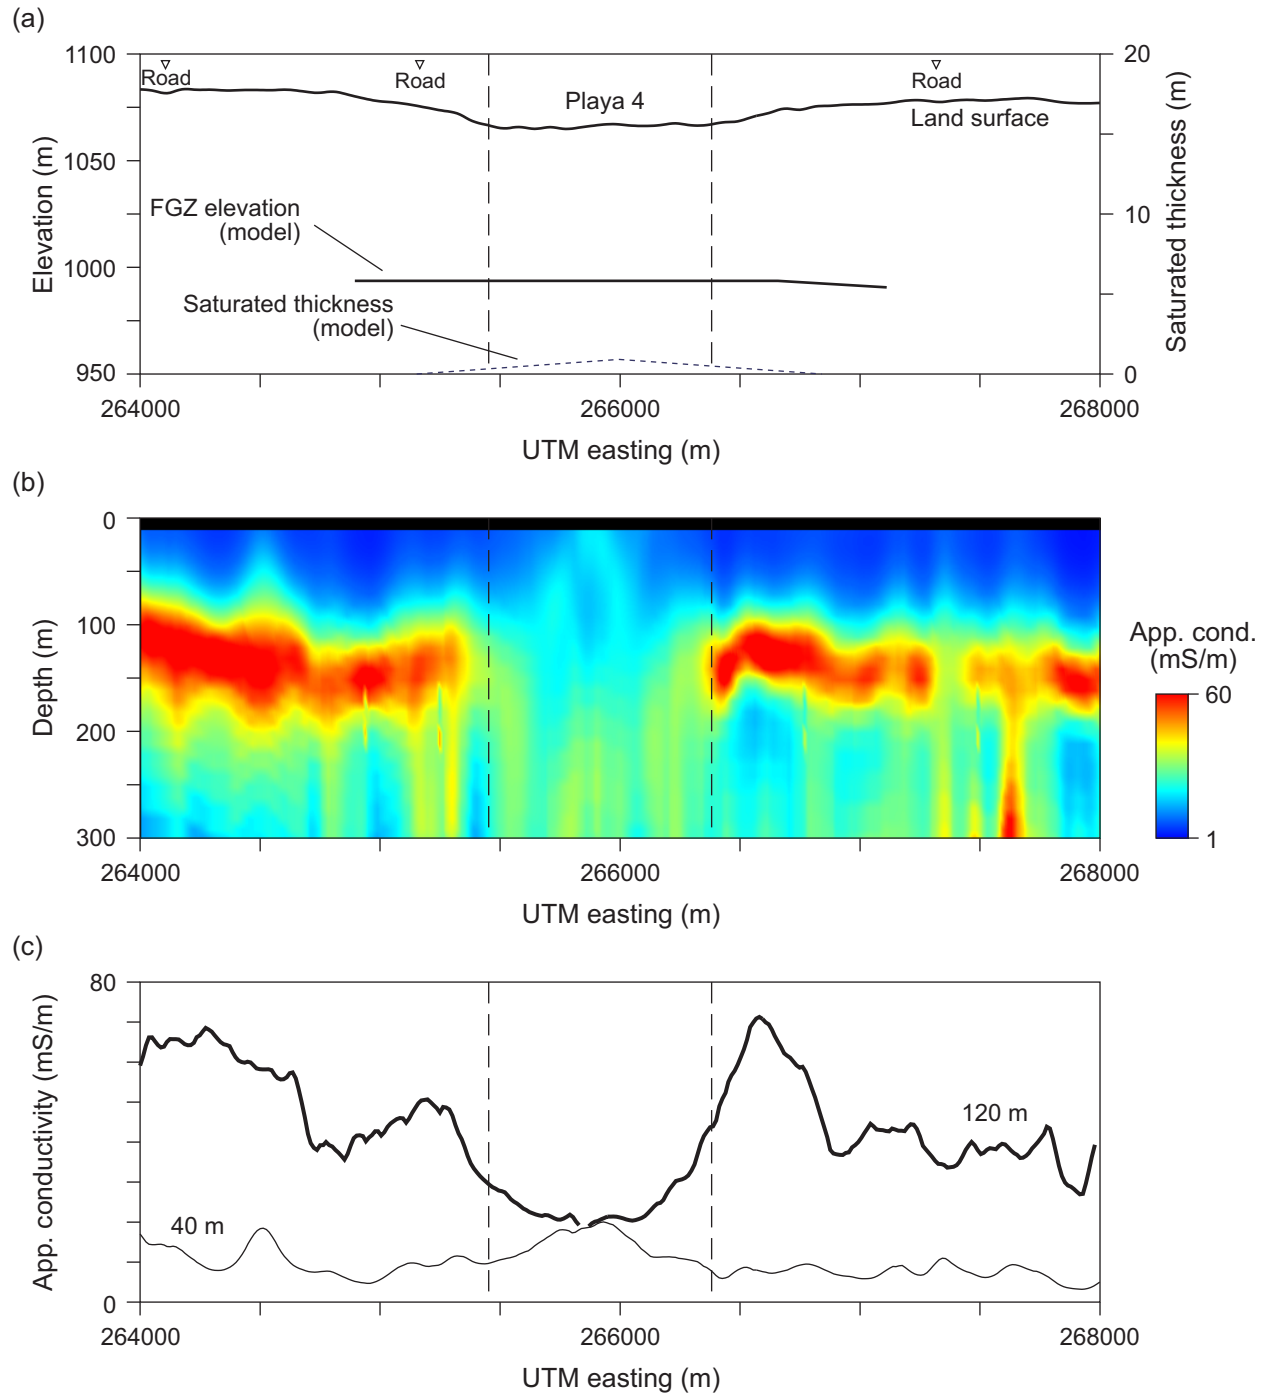 (a)
1100
1050
1000
950
Elevation (m)
Road
Road
Road
Playa 4
Land surface
FGZ elevation
(model)
Saturated thickness
(model)
20
10
0
Saturated thickness (m)
264000
266000
268000
UTM easting (m)
(b)
0
100
200
300
Depth (m)
App. cond.
(mS/m)
60
1
264000
266000
268000
UTM easting (m)
(c)
80
0
App. conductivity (mS/m)
120 m
40 m
264000
266000
268000
UTM easting (m)